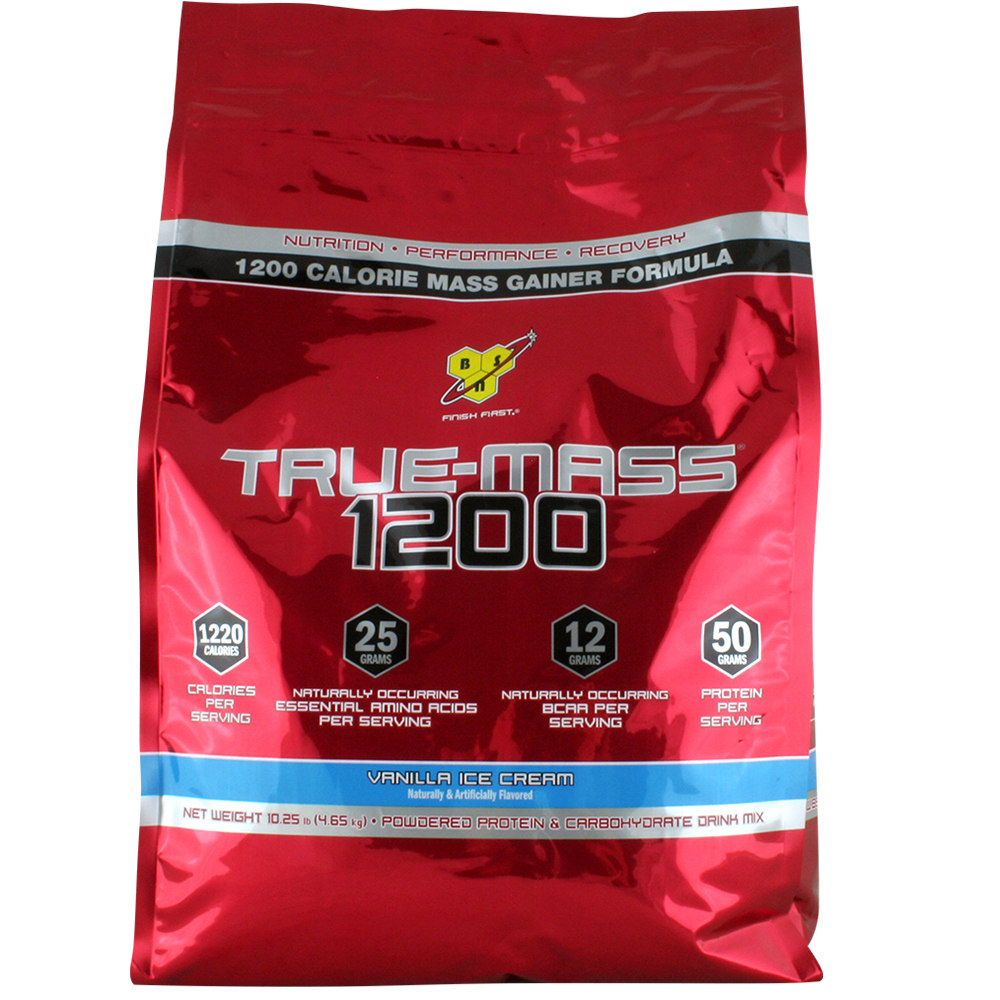 NUTRITION • PERFORMANCE • RECOVERY
1200 CALORIE MASS GAINER FORMULA
B S
N
FINISH FIRST.®
TRUE-MASS®
1200
1220
CALORIES
CALORIES
PER
SERVING
25
GRAMS
NATURALLY OCCURRING
ESSENTIAL AMINO ACIDS
PER SERVING
12
GRAMS
NATURALLY OCCURRING
BCAA PER
SERVING
50
GRAMS
PROTEIN
PER
SERVING
VANILLA ICE CREAM
Naturally & Artificially Flavored
NET WEIGHT 10.25 lb (4.65 kg) • POWDERED PROTEIN & CARBOHYDRATE DRINK MIX